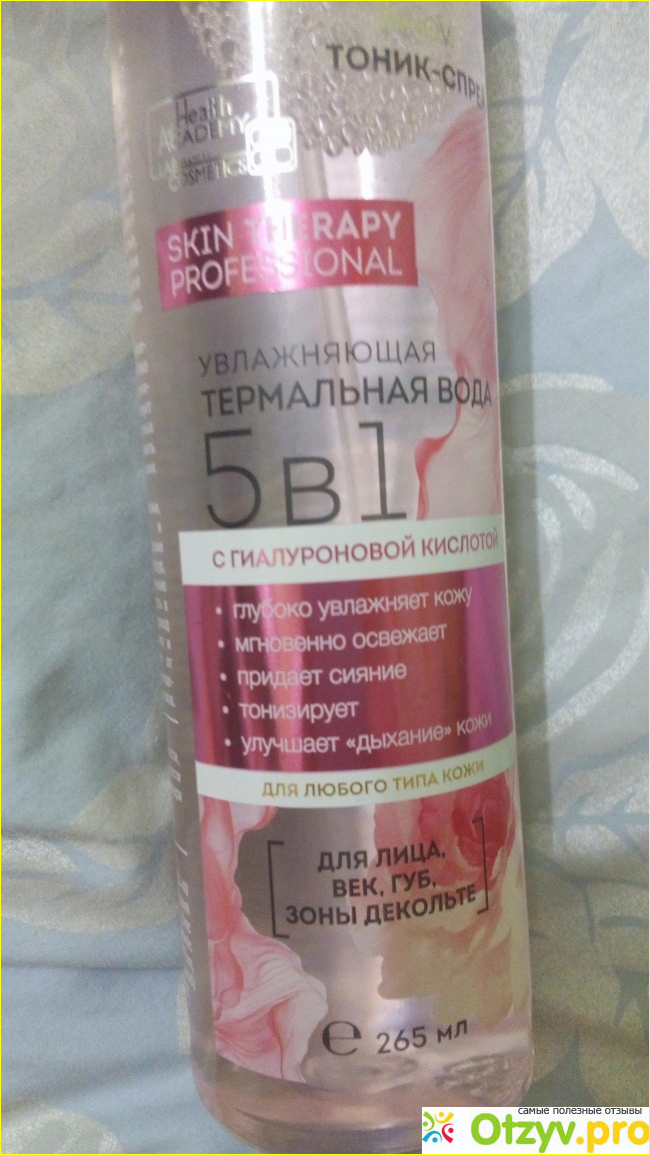 ТОНИК-СПРЕ
Health
ACADEMY
COSMETICS
SKIN THERAPY
PROFESSIONAL
УВЛАЖНЯЮЩАЯ
ТЕРМАЛЬНАЯ ВОДА
5в1
С ГИАЛУРОНОВОЙ КИСЛОТОЙ
• глубоко увлажняет кожу
• мгновенно освежает
• придает сияние
• тонизирует
• улучшает «дыхание» кожи
ДЛЯ ЛЮБОГО ТИПА КОЖИ
ДЛЯ ЛИЦА,
ВЕК, ГУБ,
ЗОНЫ ДЕКОЛЬТЕ
℮ 265 мл
самые полезные отзывы
Otzyv.pro